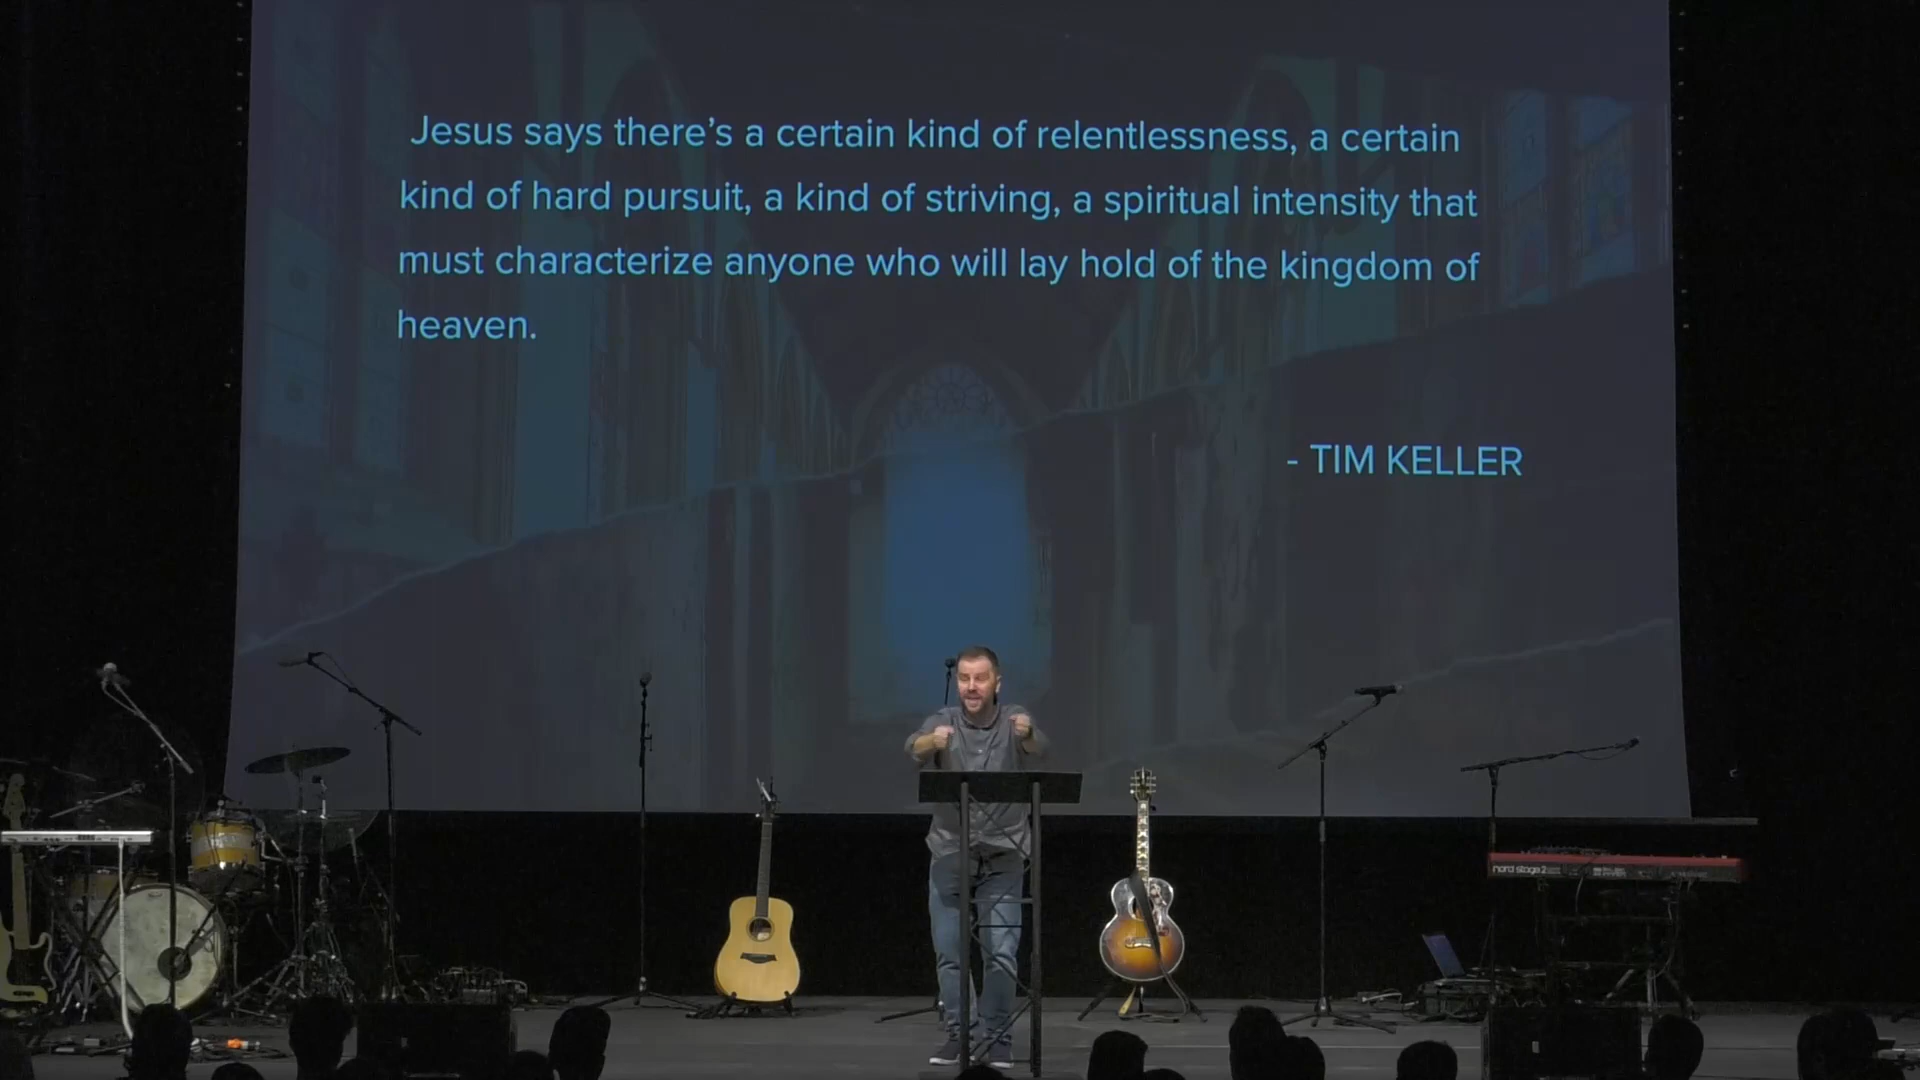 Jesus says there’s a certain kind of relentlessness, a certain
kind of hard pursuit, a kind of striving, a spiritual intensity that
must characterize anyone who will lay hold of the kingdom of
heaven.
- TIM KELLER
nord stage 2